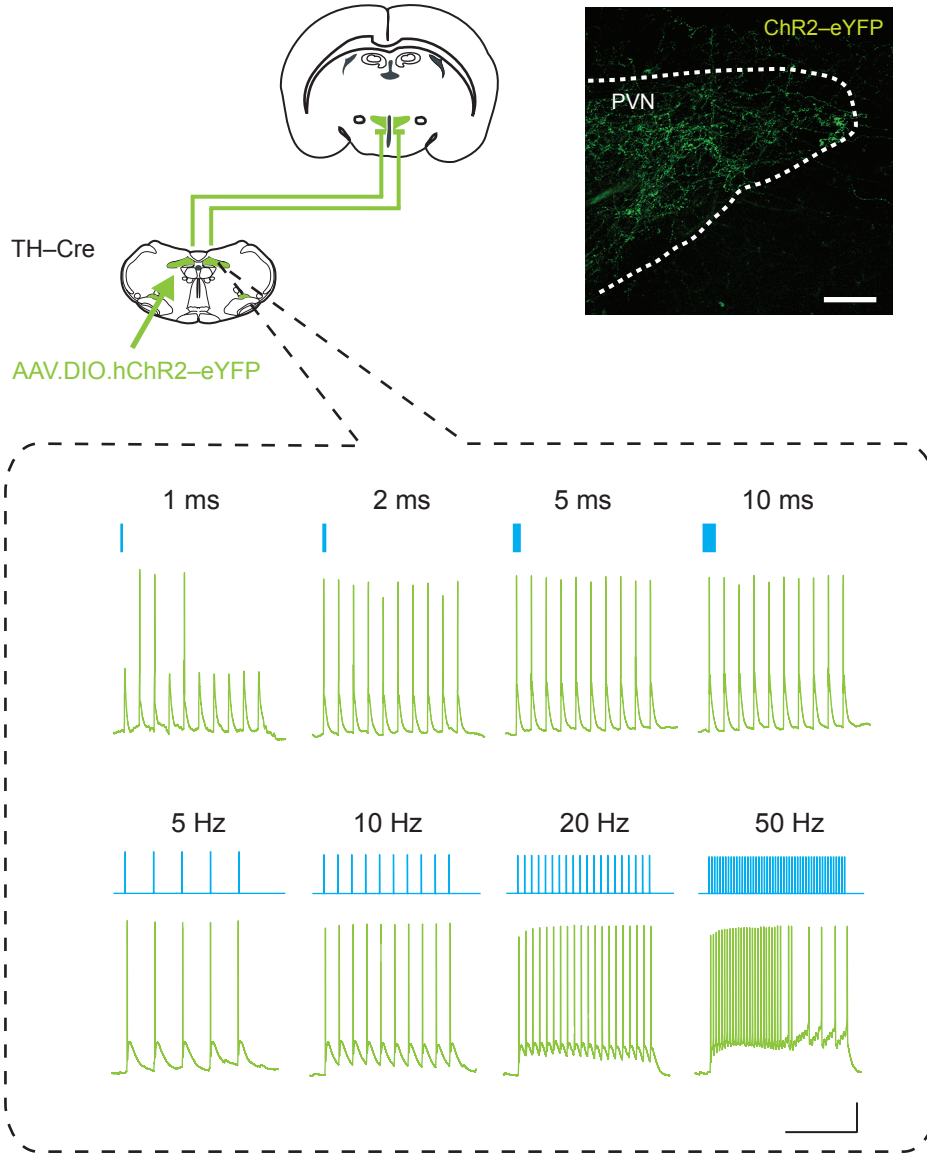 ChR2–eYFP
PVN
TH–Cre
AAV.DIO.hChR2–eYFP
1 ms
2 ms
5 ms
10 ms
5 Hz
10 Hz
20 Hz
50 Hz